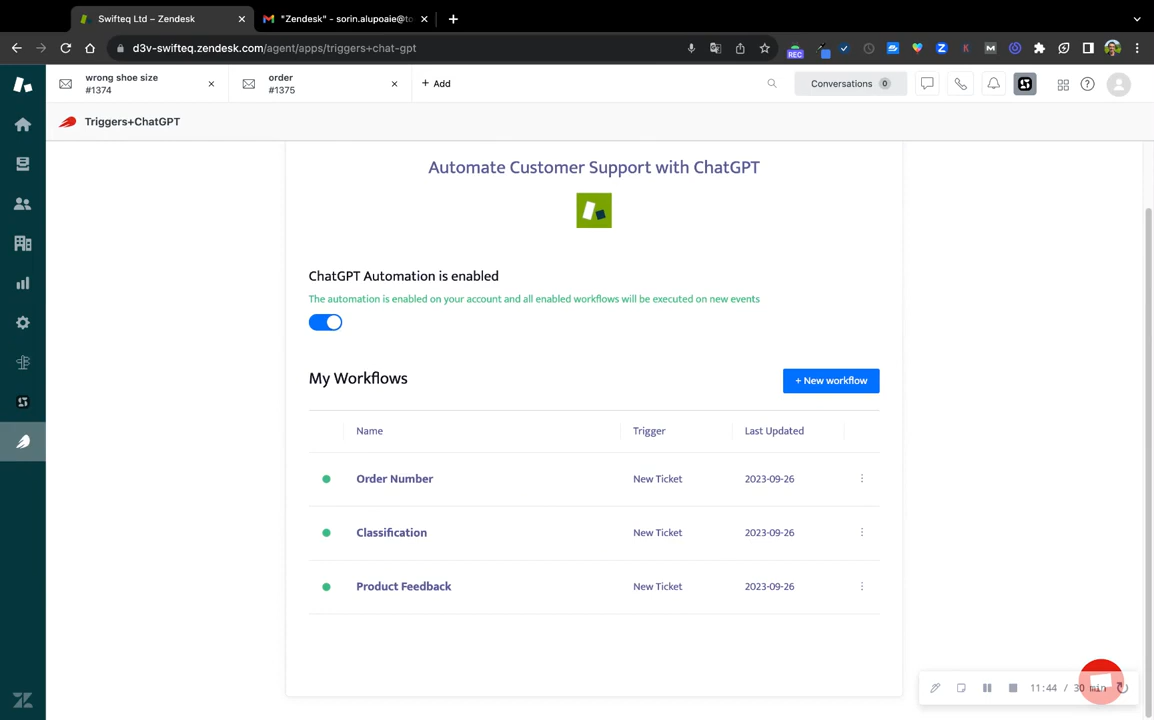 Swifteq Ltd – Zendesk
"Zendesk" - sorin.alupoaie@to
d3v-swifteq.zendesk.com/agent/apps/triggers+chat-gpt
REC
wrong shoe size
#1374
order
#1375
+ Add
Conversations 0
Triggers+ChatGPT
Automate Customer Support with ChatGPT
ChatGPT Automation is enabled
The automation is enabled on your account and all enabled workflows will be executed on new events
My Workflows
+ New workflow
Name Trigger Last Updated
Order Number New Ticket 2023-09-26
Classification New Ticket 2023-09-26
Product Feedback New Ticket 2023-09-26
11:44 / 30 min